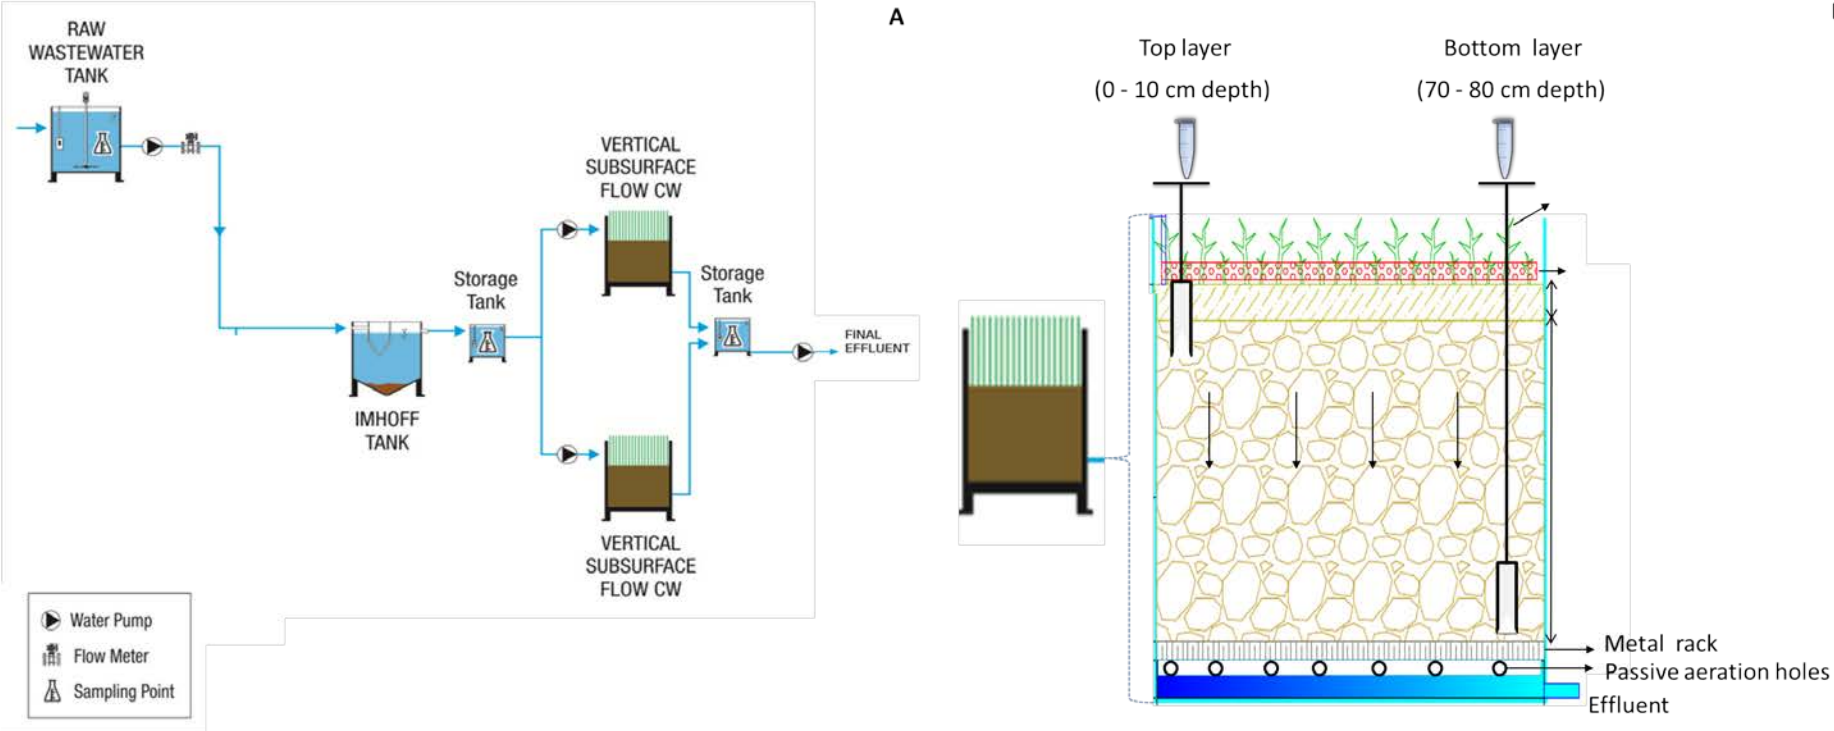 RAW
WASTEWATER
TANK
VERTICAL
SUBSURFACE
FLOW CW
Storage
Tank
Storage
Tank
FINAL
EFFLUENT
IMHOFF
TANK
VERTICAL
SUBSURFACE
FLOW CW
Water Pump
Flow Meter
Sampling Point
A
Top layer
(0 - 10 cm depth)
Bottom layer
(70 - 80 cm depth)
Metal rack
Passive aeration holes
Effluent